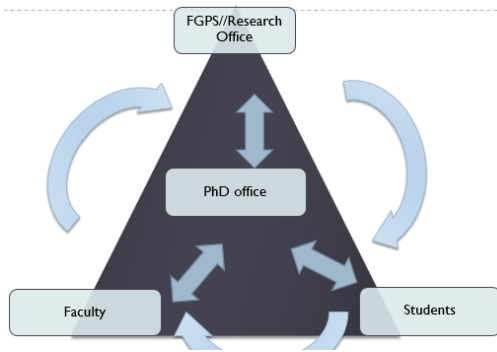 FGPS//Research
Office
PhD office
Faculty
Students